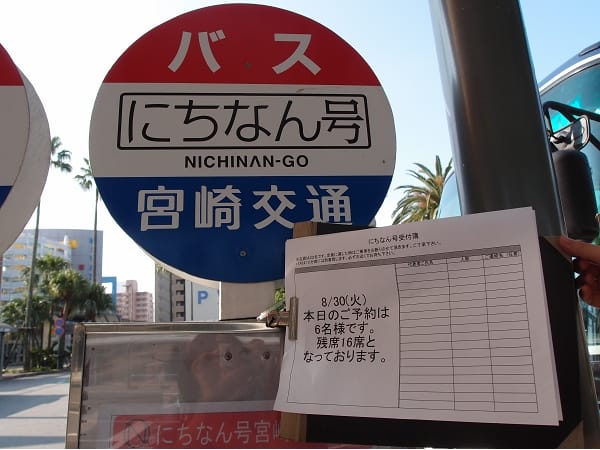 バス
にちなん号
NICHINAN-GO
宮崎交通
にちなん号受付簿
8/30(火)
本日のご予約は
6名様です。
残席16席と
なっております。
P
にちなん号宮崎